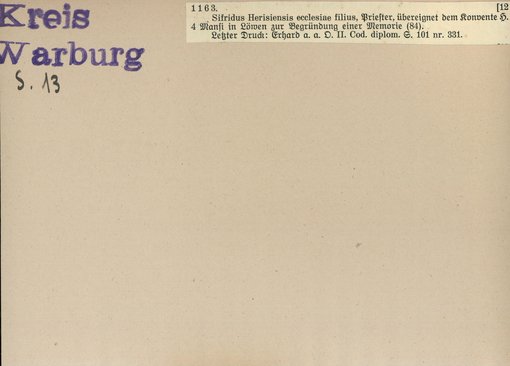 Kreis
Warburg
S. 13
1163. [12
Sifridus Herisiensis ecclesiae filius, Priester, übereignet dem Konvente H.
4 Mansi in Löwen zur Begründung einer Memorie (84).
Letzter Druck: Erhard a. a. O. II. Cod. diplom. S. 101 nr. 331.